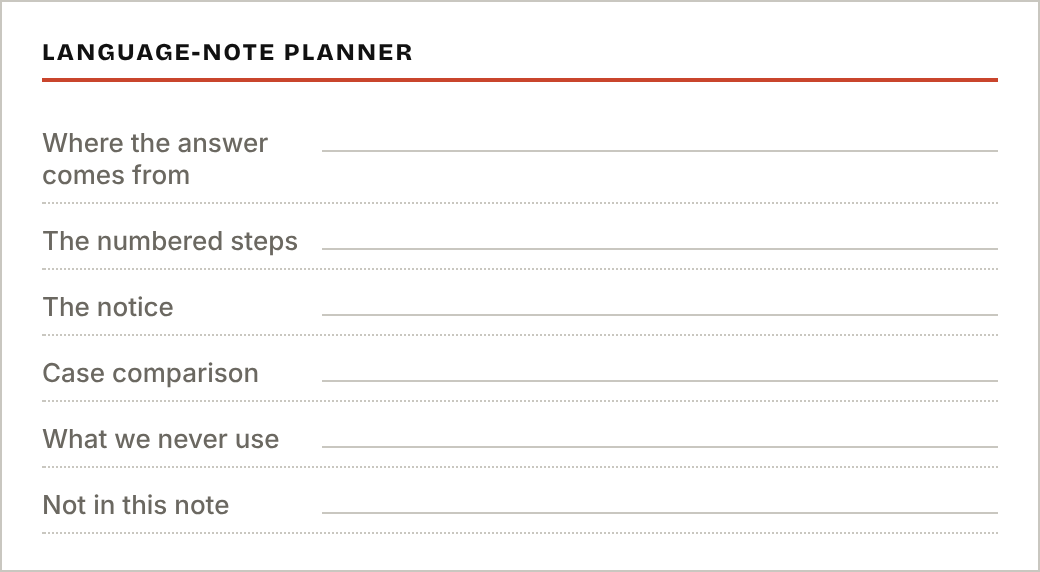 LANGUAGE-NOTE PLANNER
Where the answer
comes from
The numbered steps
The notice
Case comparison
What we never use
Not in this note